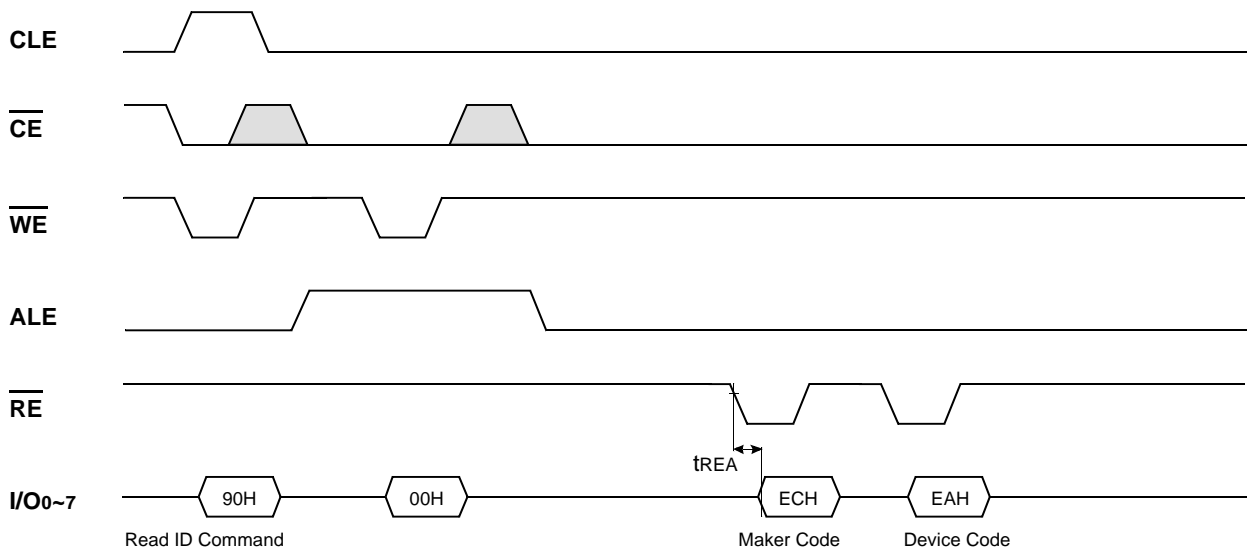 CLE
CE
WE
ALE
RE
tREA
I/O0~7 90H 00H ECH EAH
Read ID Command Maker Code Device Code